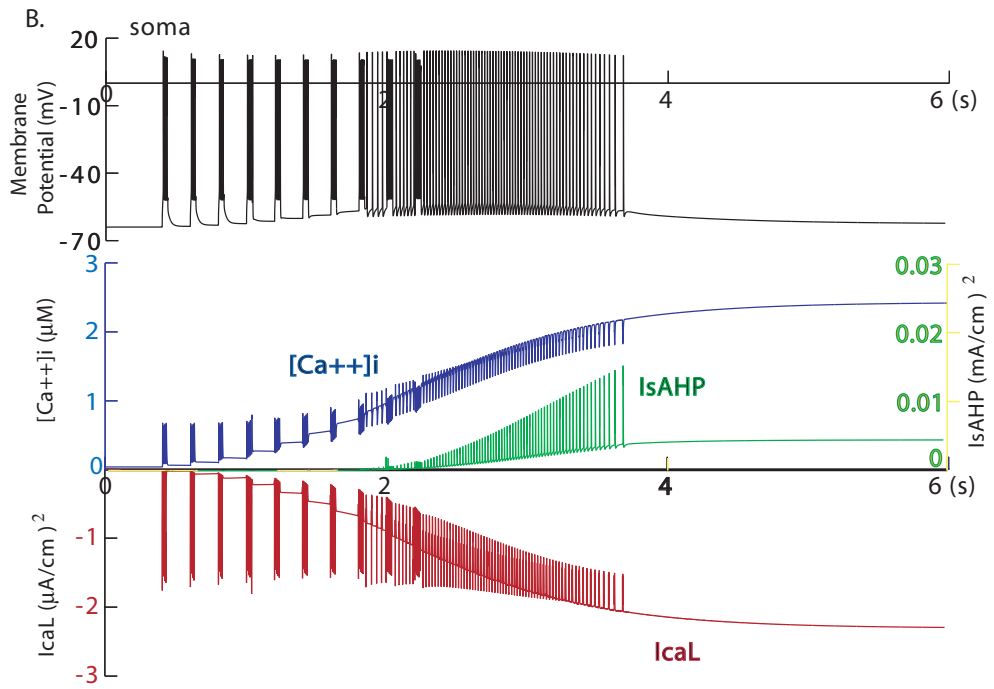 B.
soma
20
-10
-40
-70
Membrane
Potential (mV)
0
2
4
6 (s)
3
2
1
0
[Ca++]i (µM)
[Ca++]i
0.03
0.02
0.01
0
IsAHP (mA/cm ) 2
IsAHP
0
2
4
6 (s)
-1
-2
-3
IcaL (µA/cm ) 2
IcaL